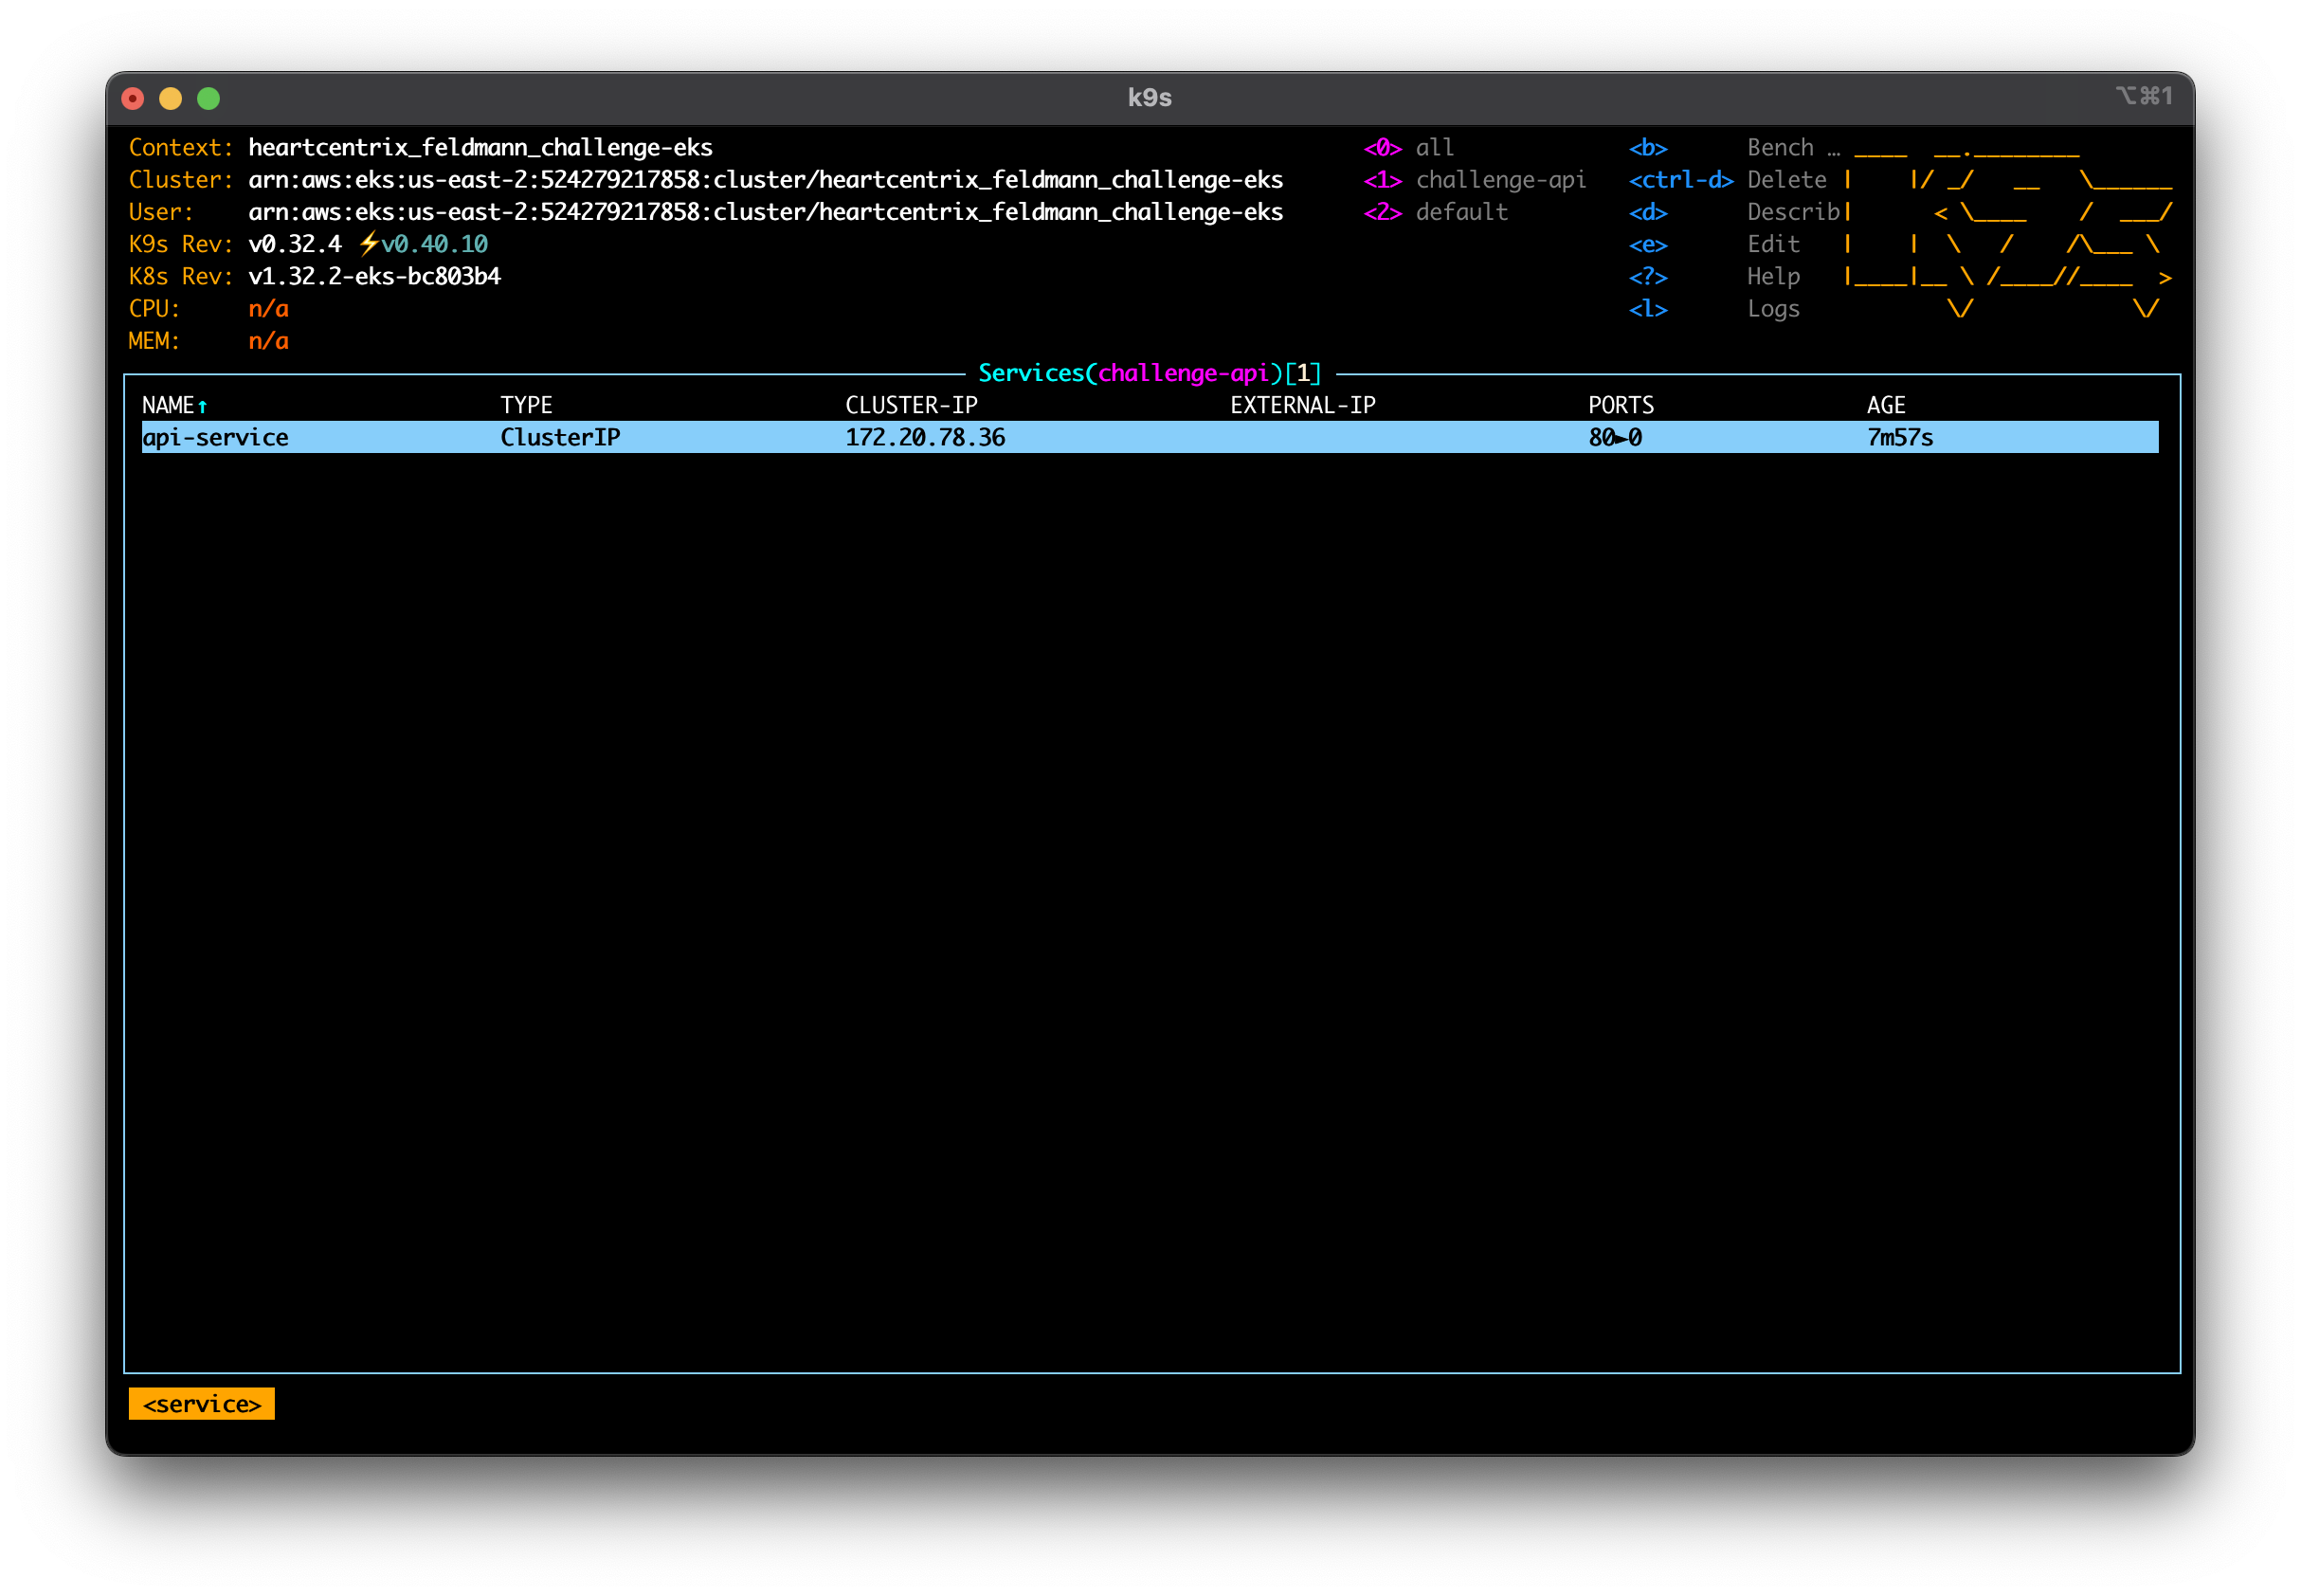 k9s
⌥⌘1
Context: heartcentrix_feldmann_challenge-eks <0> all <b> Bench …
Cluster: arn:aws:eks:us-east-2:524279217858:cluster/heartcentrix_feldmann_challenge-eks <1> challenge-api <ctrl-d> Delete
User: arn:aws:eks:us-east-2:524279217858:cluster/heartcentrix_feldmann_challenge-eks <2> default <d> Describ
K9s Rev: v0.32.4 ⚡v0.40.10 <e> Edit
K8s Rev: v1.32.2-eks-bc803b4 <?> Help
CPU: n/a <l> Logs
MEM: n/a
Services(challenge-api)[1]
NAME↑ TYPE CLUSTER-IP EXTERNAL-IP PORTS AGE
api-service ClusterIP 172.20.78.36 80►0 7m57s
<service>